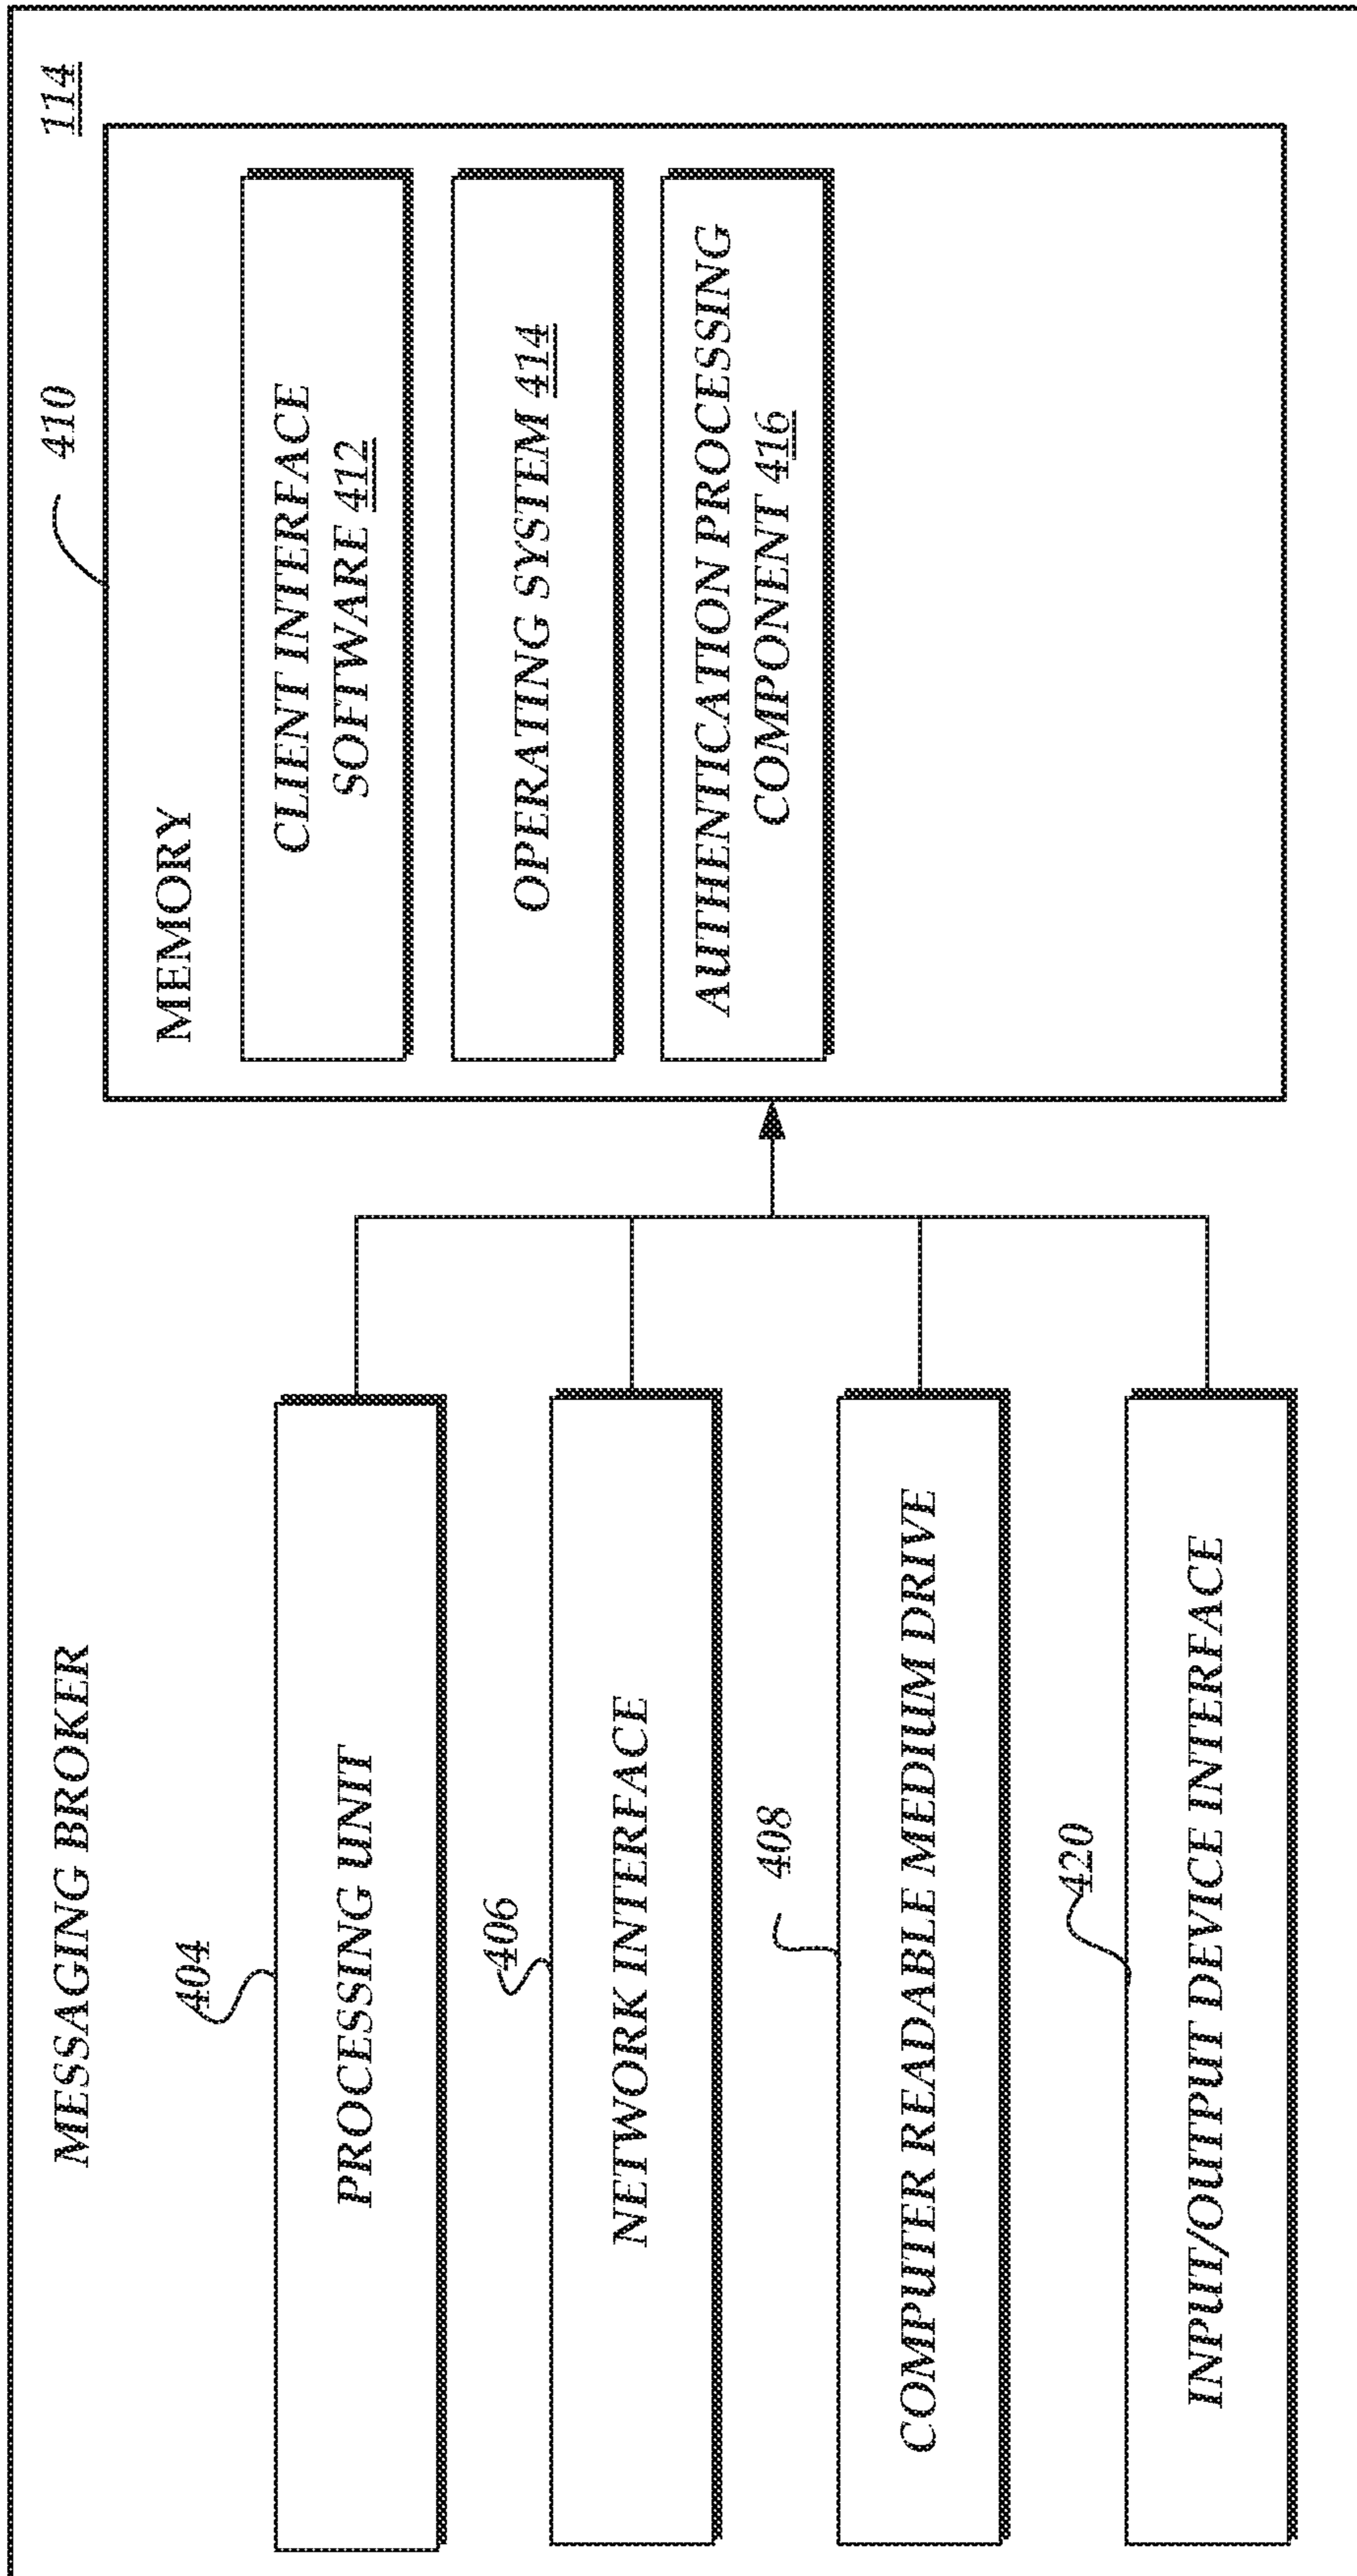 MESSAGING BROKER
114
404
PROCESSING UNIT
406
NETWORK INTERFACE
408
COMPUTER READABLE MEDIUM DRIVE
420
INPUT/OUTPUT DEVICE INTERFACE
410
MEMORY
CLIENT INTERFACE
SOFTWARE 412
OPERATING SYSTEM 414
AUTHENTICATION PROCESSING
COMPONENT 416